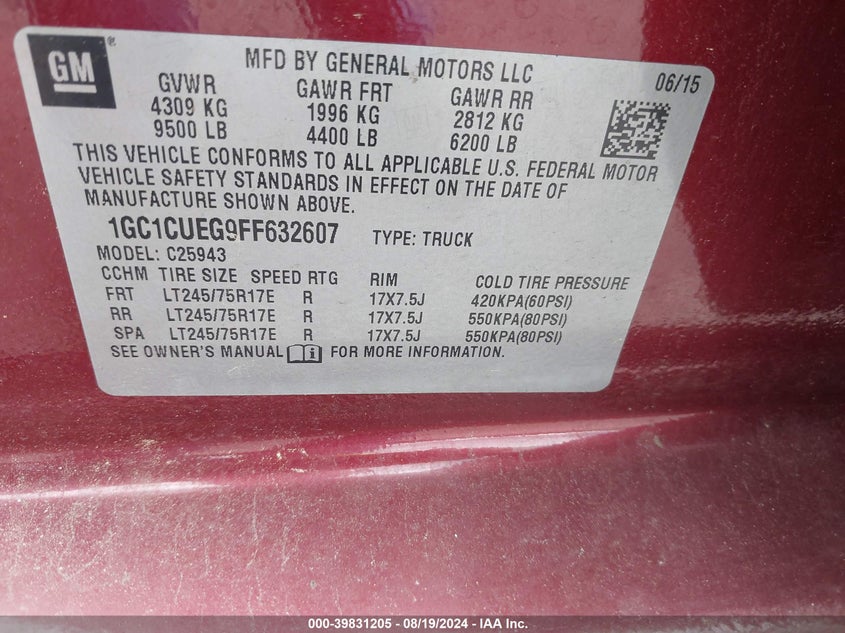 GM®
MFD BY GENERAL MOTORS LLC
06/15
GVWR GAWR FRT GAWR RR
4309 KG 1996 KG 2812 KG
9500 LB 4400 LB 6200 LB
THIS VEHICLE CONFORMS TO ALL APPLICABLE U.S. FEDERAL MOTOR
VEHICLE SAFETY STANDARDS IN EFFECT ON THE DATE OF
MANUFACTURE SHOWN ABOVE.
1GC1CUEG9FF632607 TYPE: TRUCK
MODEL: C25943
CCHM TIRE SIZE SPEED RTG RIM COLD TIRE PRESSURE
FRT LT245/75R17E R 17X7.5J 420KPA(60PSI)
RR LT245/75R17E R 17X7.5J 550KPA(80PSI)
SPA LT245/75R17E R 17X7.5J 550KPA(80PSI)
SEE OWNER'S MANUAL i FOR MORE INFORMATION.
000-39831205 - 08/19/2024 - IAA Inc.